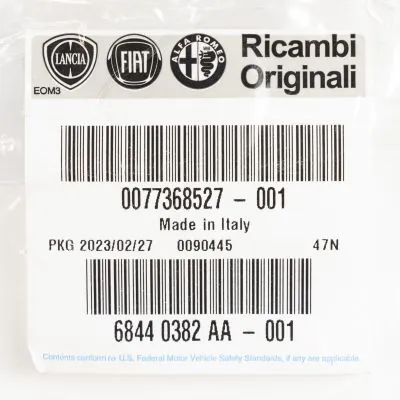 LANCIA FIAT ALFA ROMEO Ricambi
Originali
EOM3
0077368527 - 001
Made in Italy
PKG 2023/02/27 0090445 47N
6844 0382 AA - 001
Contents conform to U.S. Federal Motor Vehicle Safety Standards, if any are applicable.